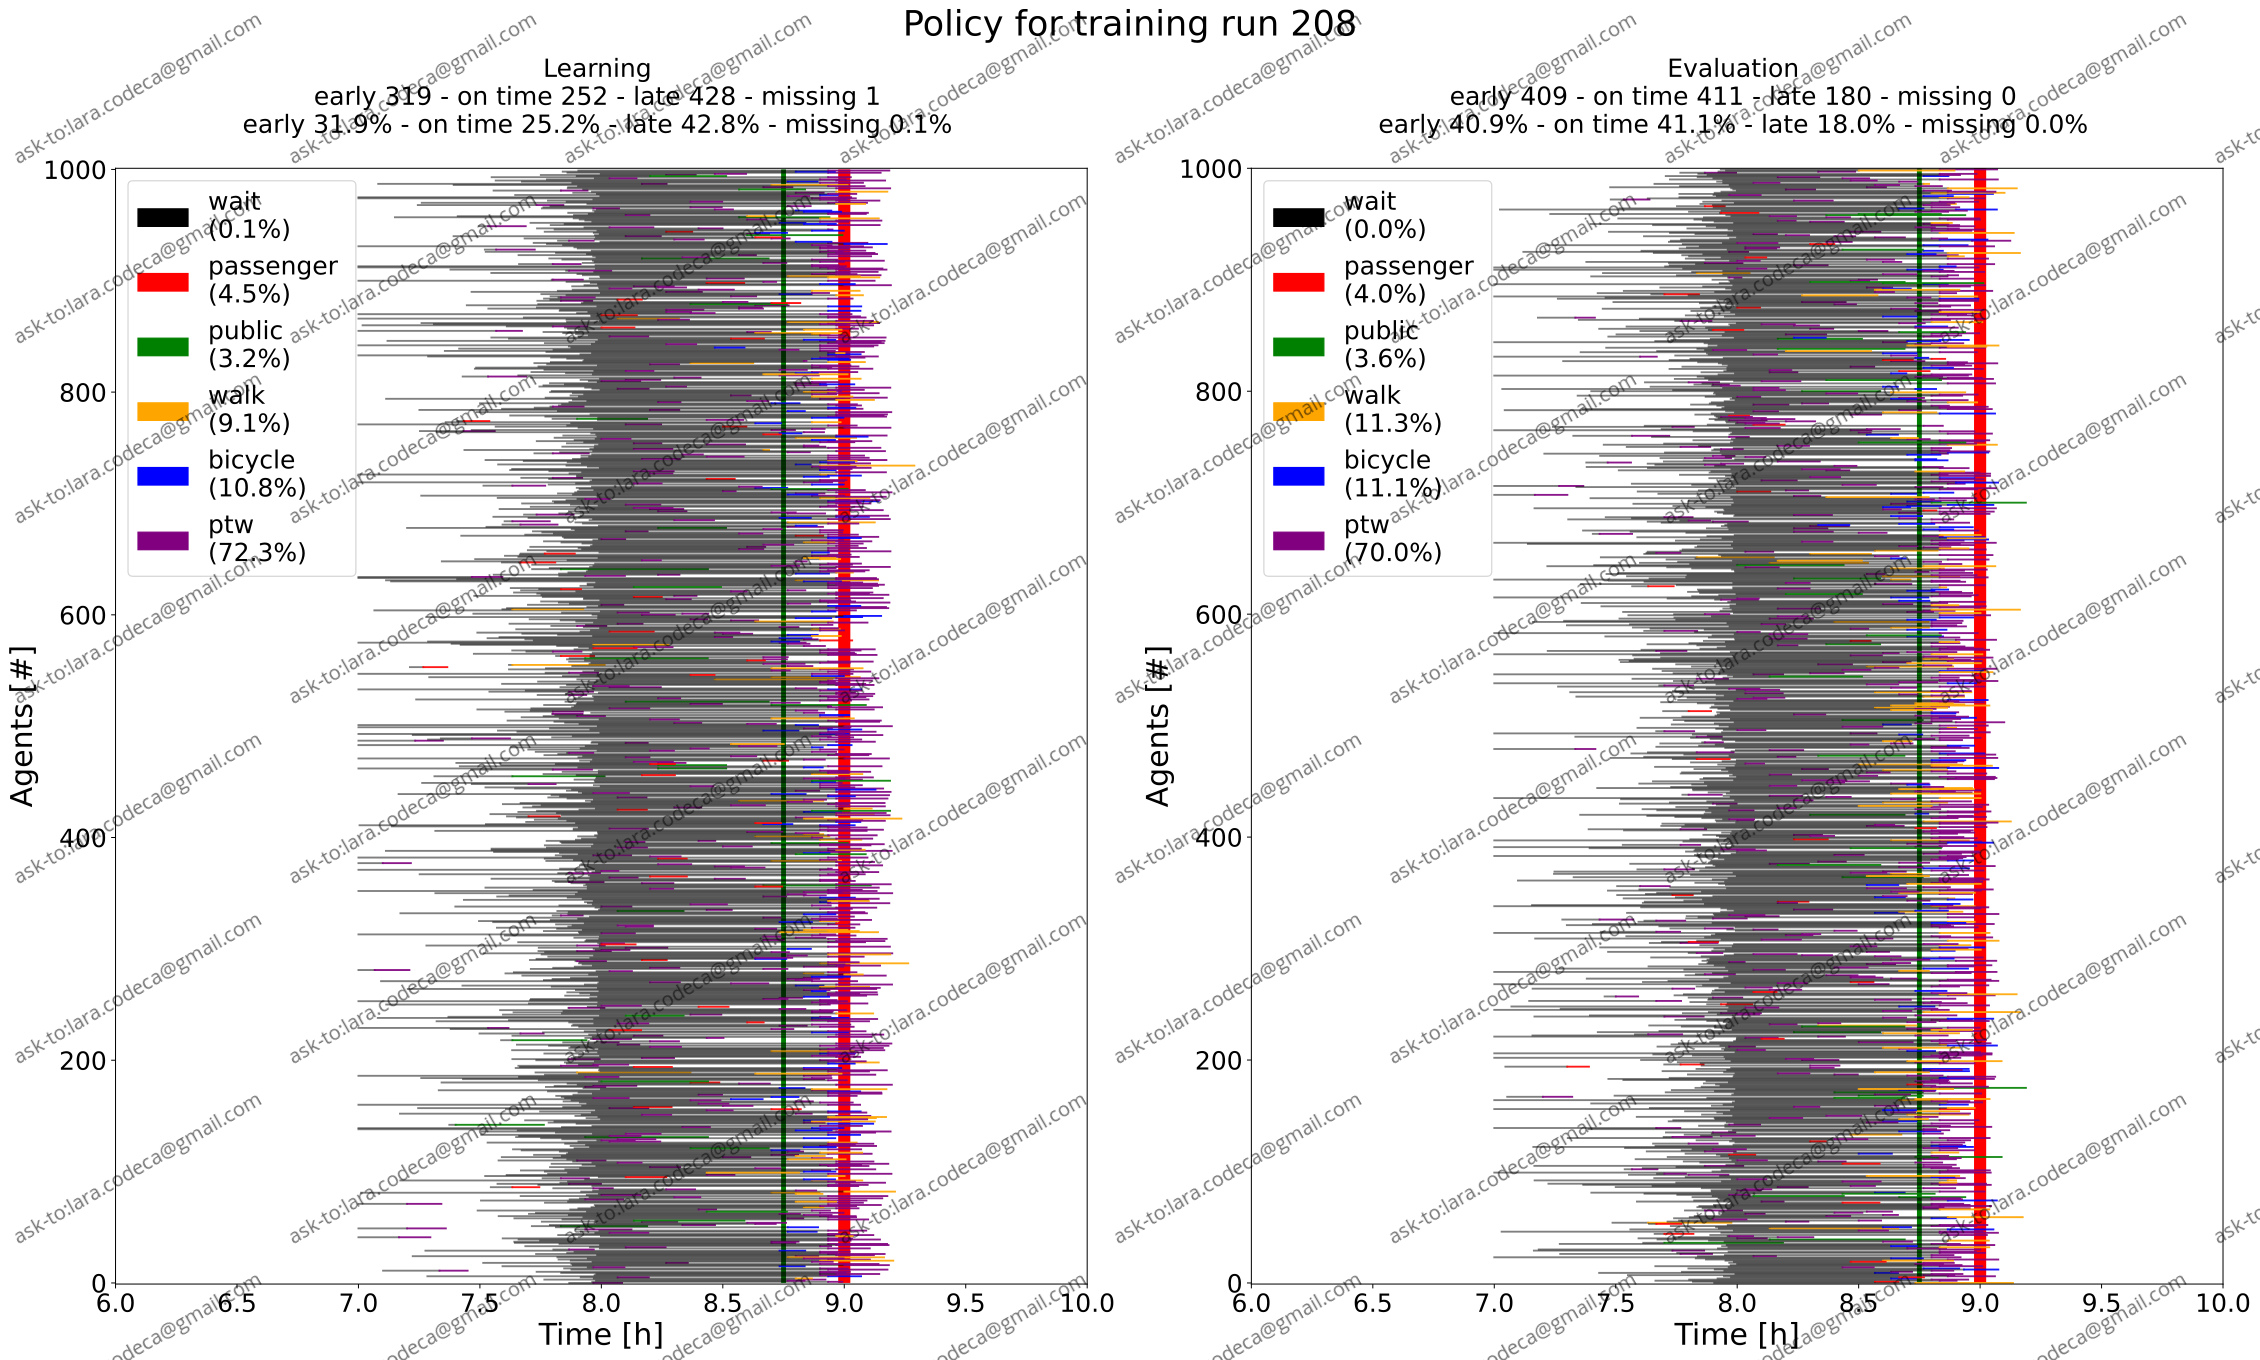 Policy for training run 208
Learning
early 319 - on time 252 - late 428 - missing 1
early 31.9% - on time 25.2% - late 42.8% - missing 0.1%
1000
800
600
400
200
0
Agents [#]
wait
(0.1%)
passenger
(4.5%)
public
(3.2%)
walk
(9.1%)
bicycle
(10.8%)
ptw
(72.3%)
6.0 6.5 7.0 7.5 8.0 8.5 9.0 9.5 10.0
Time [h]
Evaluation
early 409 - on time 411 - late 180 - missing 0
early 40.9% - on time 41.1% - late 18.0% - missing 0.0%
1000
800
600
400
200
0
Agents [#]
wait
(0.0%)
passenger
(4.0%)
public
(3.6%)
walk
(11.3%)
bicycle
(11.1%)
ptw
(70.0%)
6.0 6.5 7.0 7.5 8.0 8.5 9.0 9.5 10.0
Time [h]
ask-to:lara.codeca@gmail.com